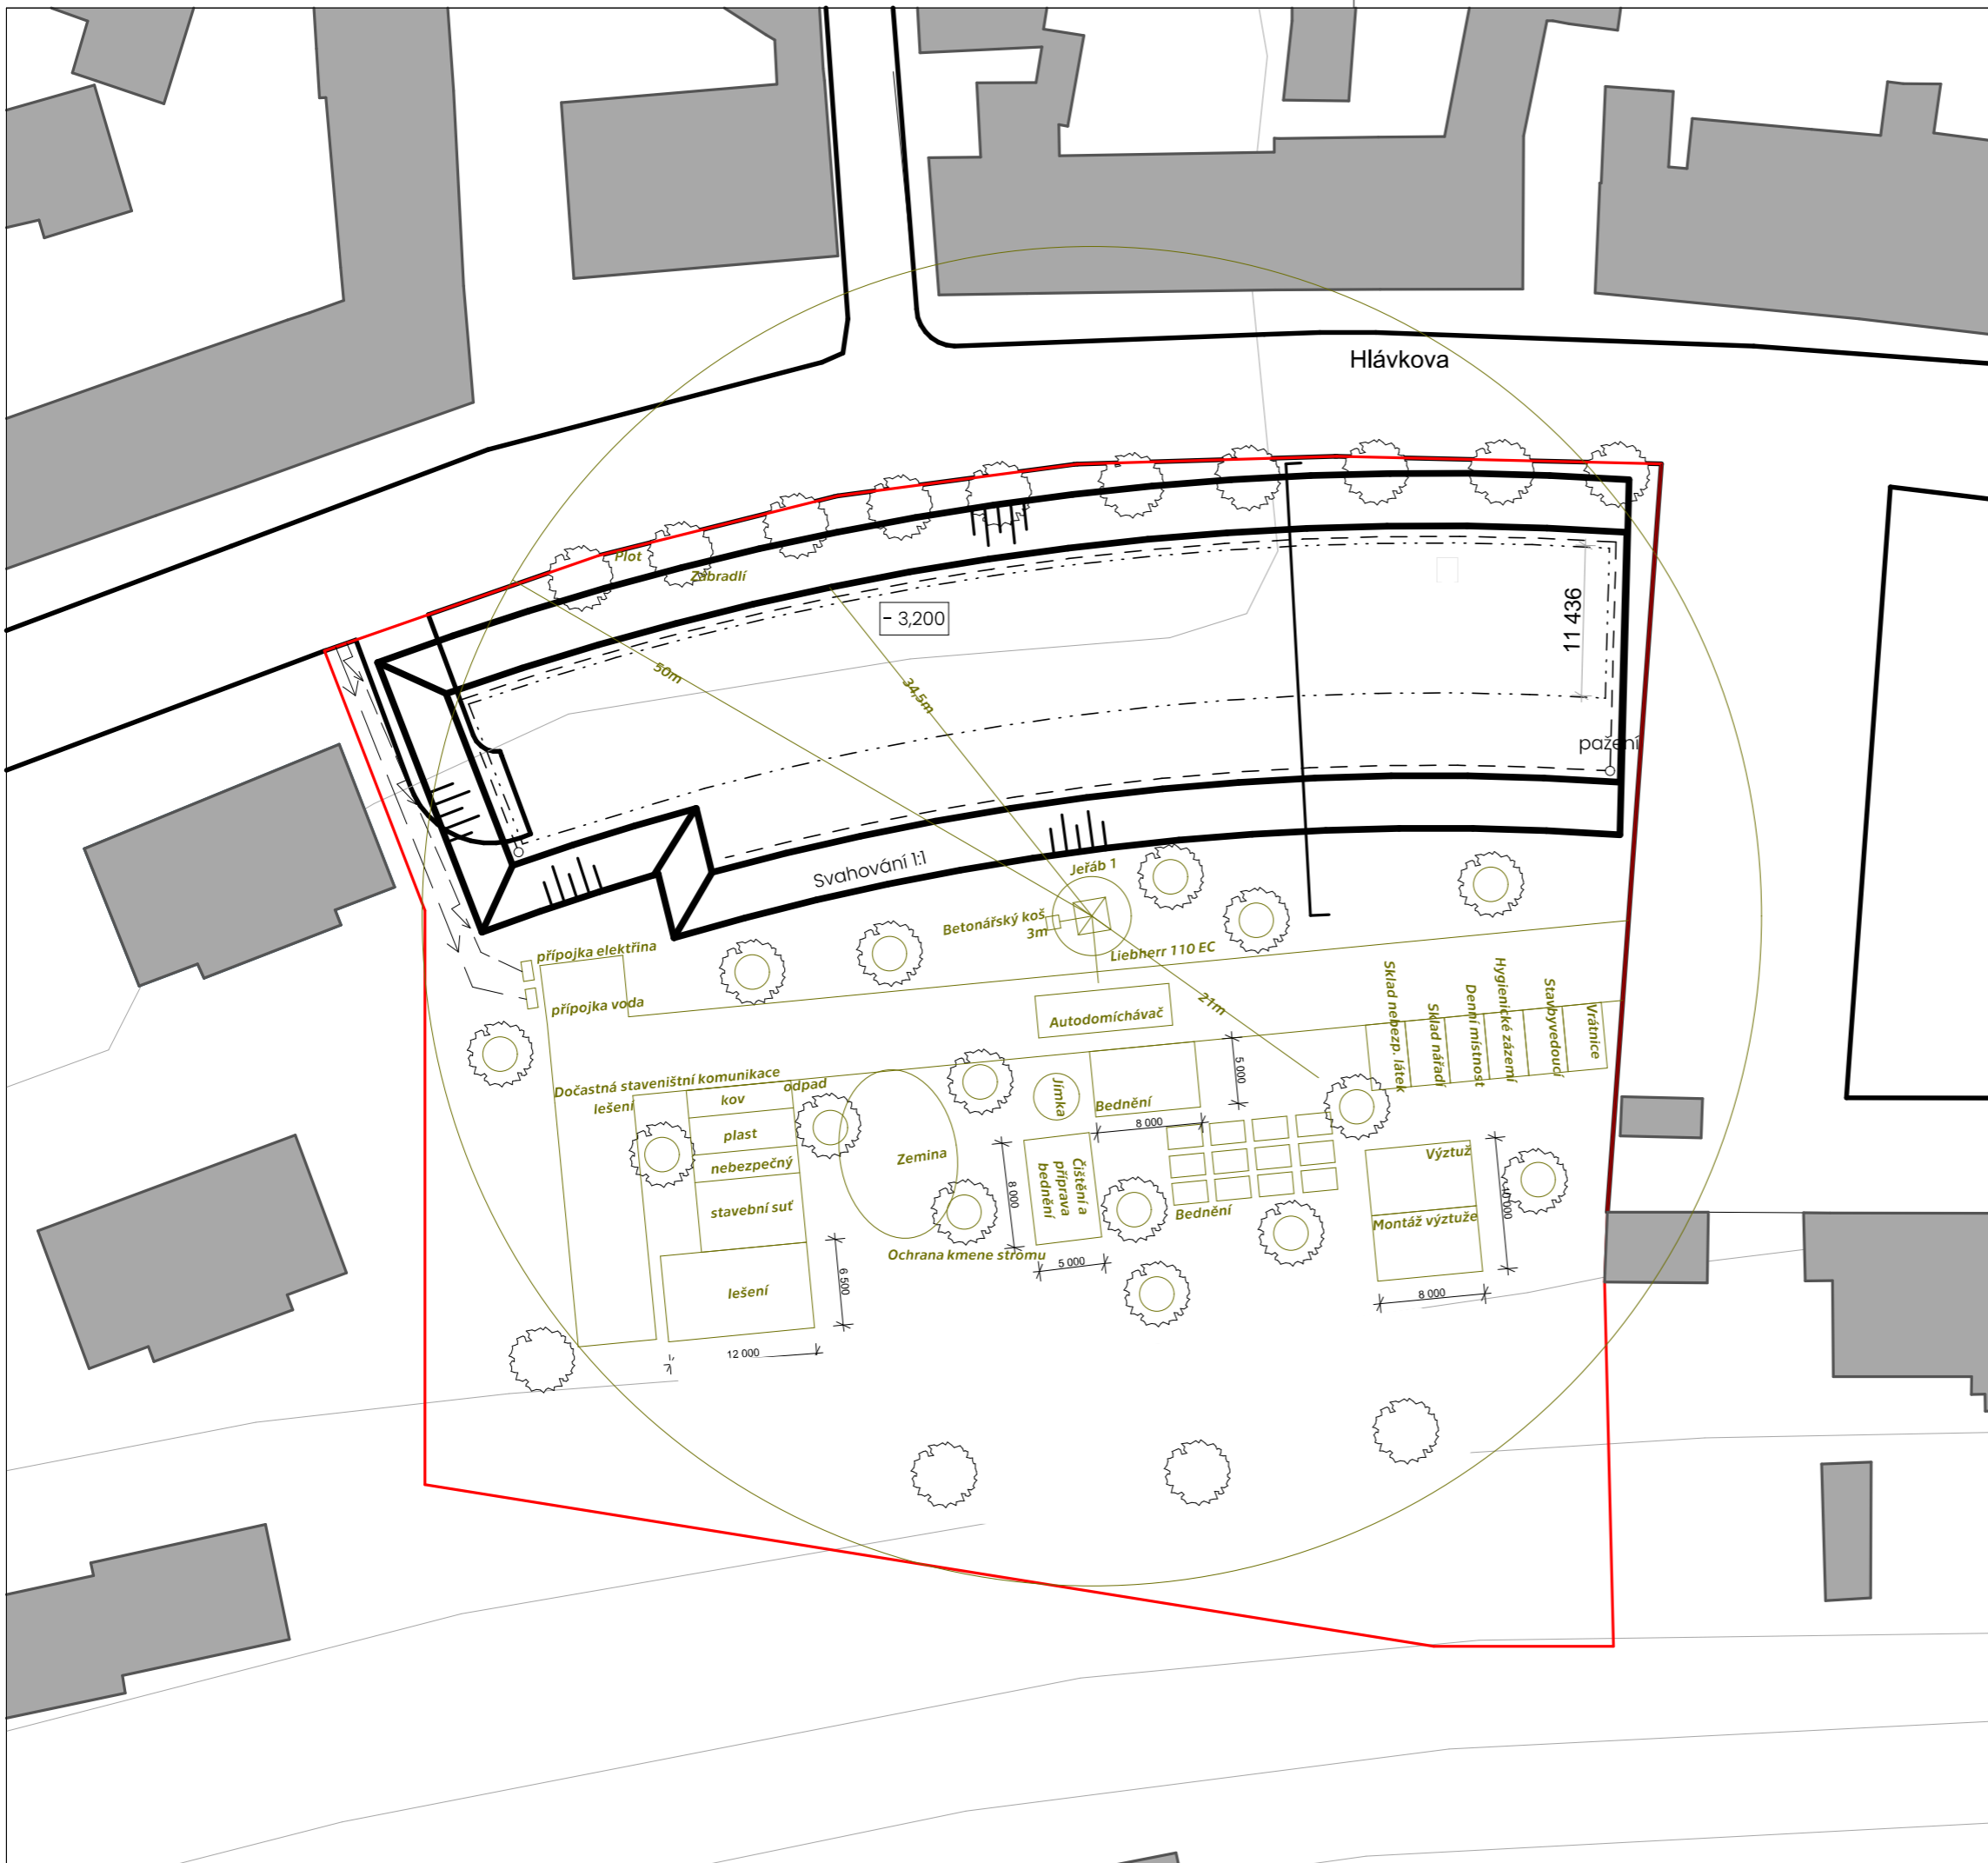 Hlávkova
Plot
Zábradlí
- 3,200
11 436
50m
34,5m
pažení
Svahování 1:1
Jeřáb 1
Betonářský koš
3m
Liebherr 110 EC
přípojka elektřina
přípojka voda
21m
Autodomíchávač
Sklad nebezp. látek
Sklad nářadí
Denní místnost
Hygienické zázemí
Stavbyvedoucí
Vrátnice
5 000
Dočastná staveništní komunikace
odpad
lešení
kov
Jímka
Bednění
8 000
plast
nebezpečný
Zemina
Čištění a
příprava
bednění
8 000
Výztuž
10 000
stavební suť
Bednění
Montáž výztuže
Ochrana kmene stromu
5 000
6 500
lešení
8 000
12 000